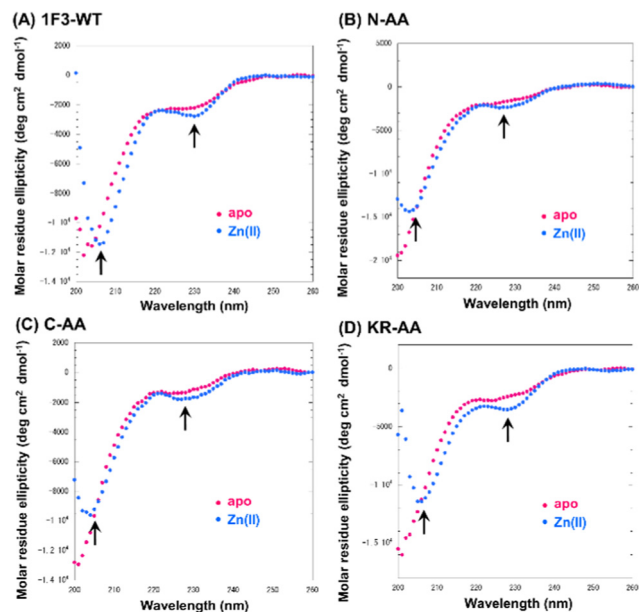 (A) 1F3-WT
Molar residue ellipticity (deg cm² dmol⁻¹)
2000
0
-2000
-4000
-6000
-8000
-1 10⁴
-1.2 10⁴
-1.4 10⁴
apo
Zn(II)
200 210 220 230 240 250 260
Wavelength (nm)
(B) N-AA
Molar residue ellipticity (deg cm² dmol⁻¹)
5000
0
-5000
-1 10⁴
-1.5 10⁴
-2 10⁴
apo
Zn(II)
200 210 220 230 240 250 260
Wavelength (nm)
(C) C-AA
Molar residue ellipticity (deg cm² dmol⁻¹)
2000
0
-2000
-4000
-6000
-8000
-1 10⁴
-1.2 10⁴
-1.4 10⁴
apo
Zn(II)
200 210 220 230 240 250 260
Wavelength (nm)
(D) KR-AA
Molar residue ellipticity (deg cm² dmol⁻¹)
0
-5000
-1 10⁴
-1.5 10⁴
apo
Zn(II)
200 210 220 230 240 250 260
Wavelength (nm)